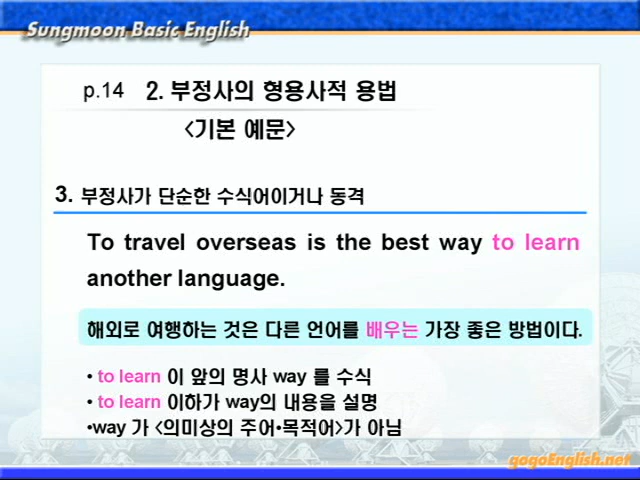 Sungmoon Basic English
p.14 2. 부정사의 형용사적 용법
<기본 예문>
3. 부정사가 단순한 수식어이거나 동격
To travel overseas is the best way to learn
another language.
해외로 여행하는 것은 다른 언어를 배우는 가장 좋은 방법이다.
• to learn 이 앞의 명사 way 를 수식
• to learn 이하가 way의 내용을 설명
•way 가 <의미상의 주어•목적어>가 아님
gogoEnglish.net